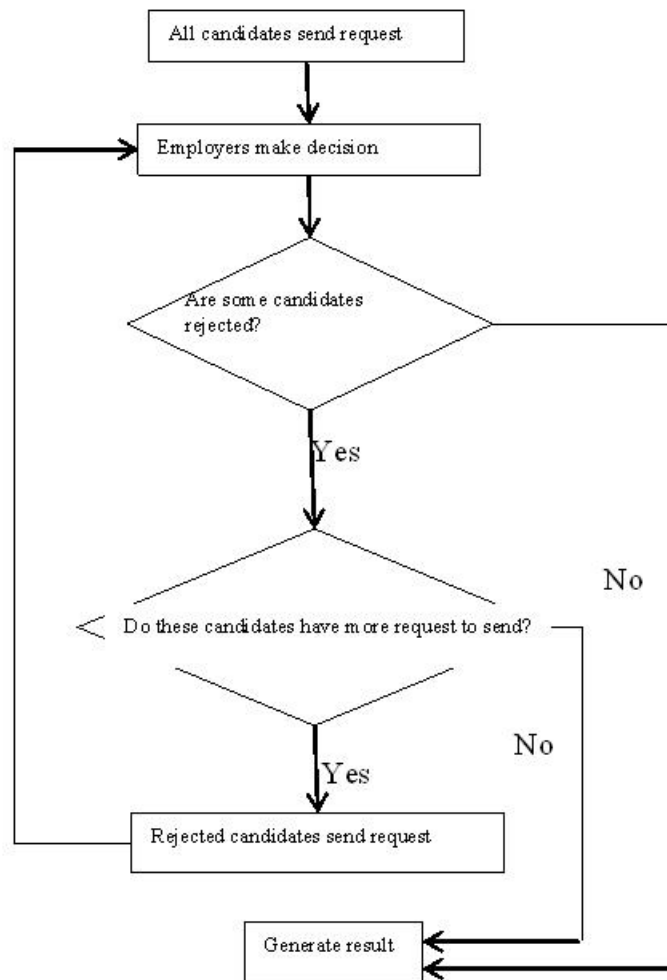 All candidates send request
Employers make decision
Are some candidates
rejected?
Yes
No
Do these candidates have more request to send?
No
Yes
Rejected candidates send request
Generate result